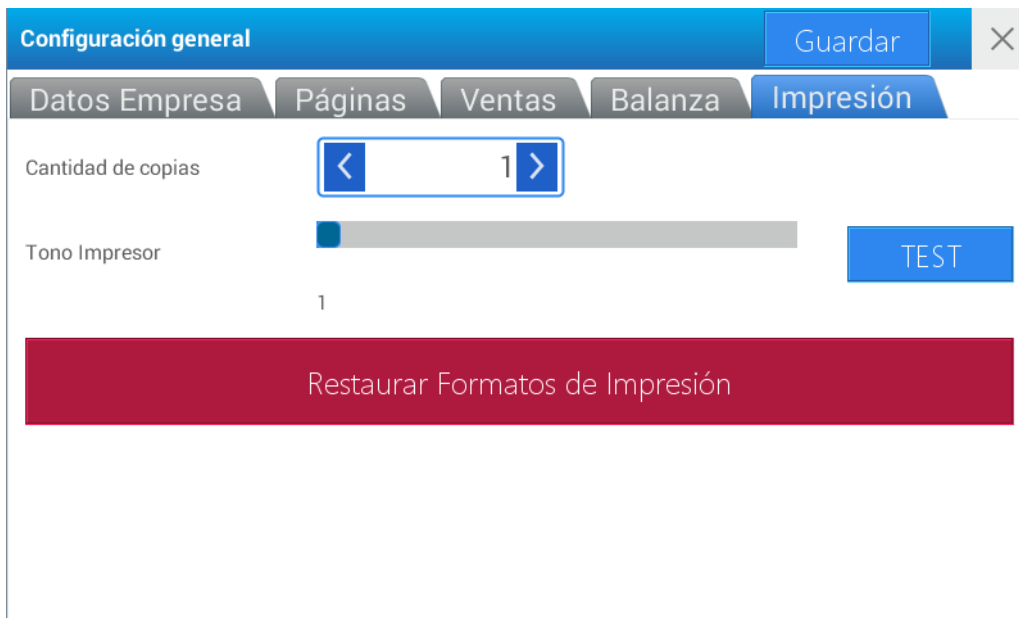 Configuración general Guardar
Datos Empresa Páginas Ventas Balanza Impresión
Cantidad de copias 1
Tono Impresor TEST
1
Restaurar Formatos de Impresión